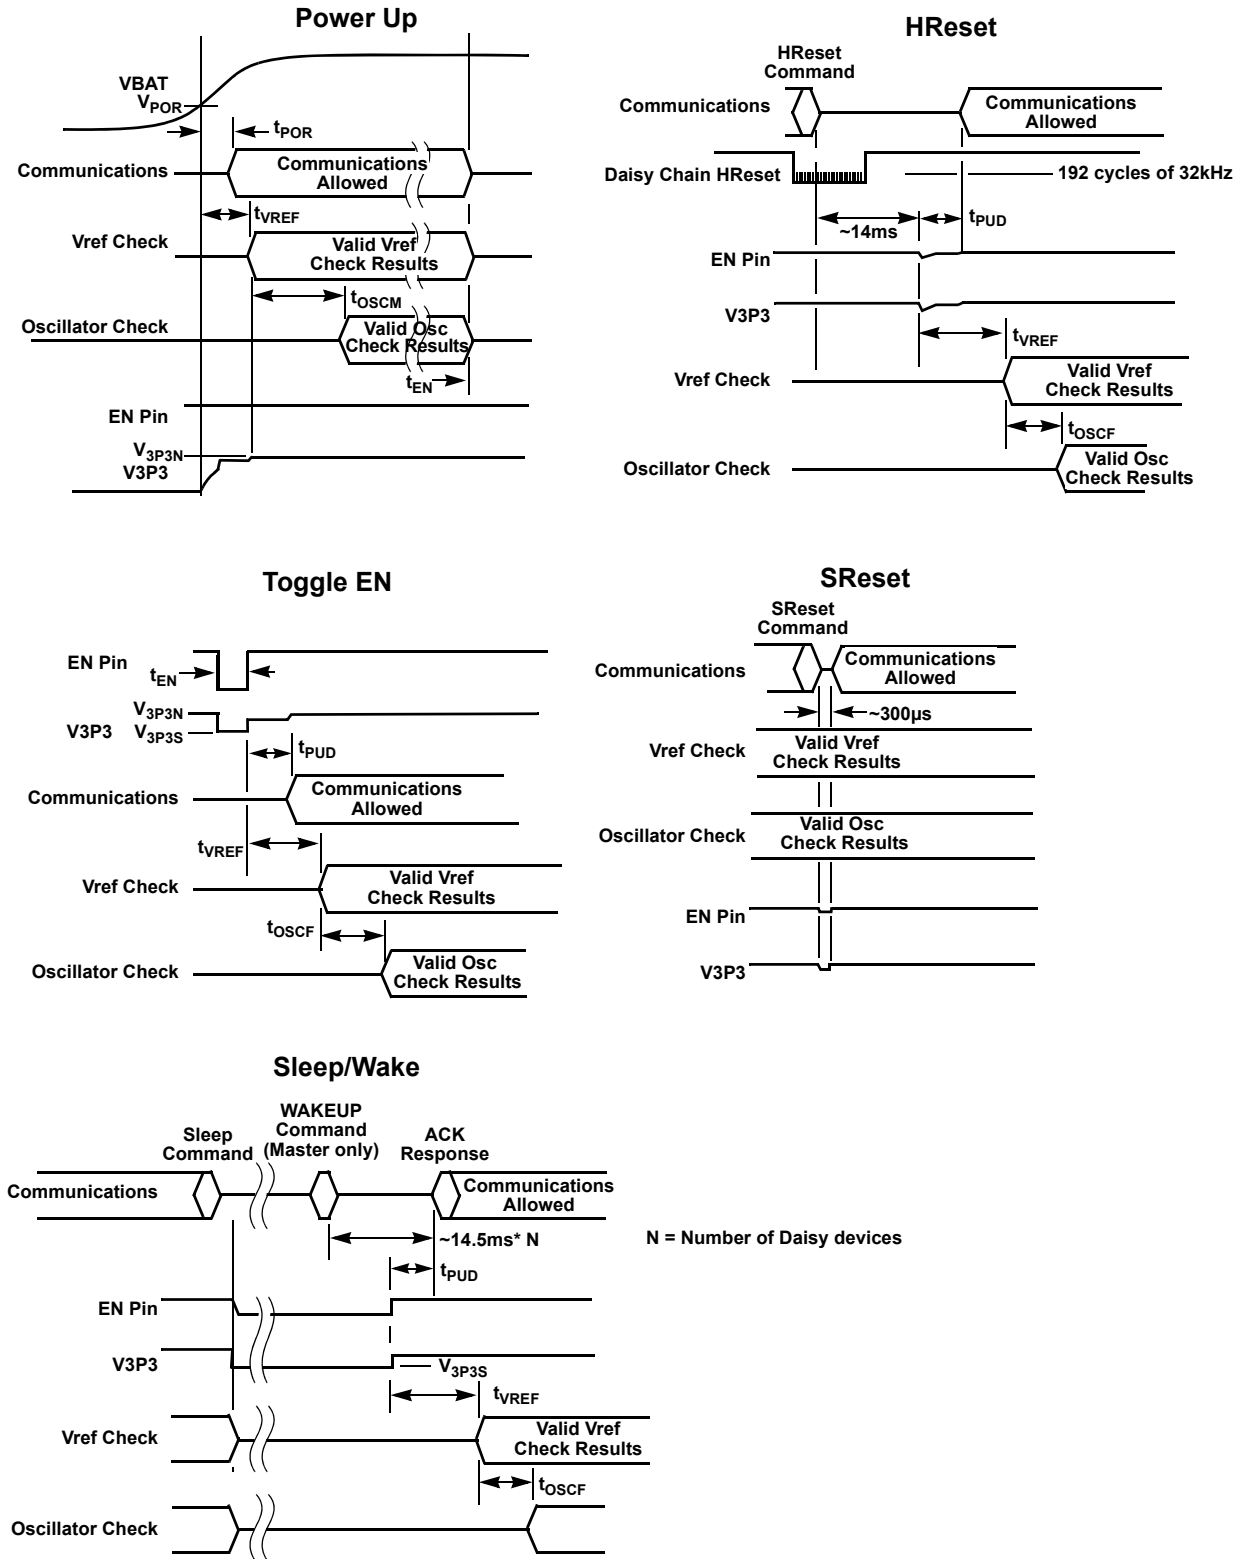 Power Up
VBAT
VPOR
tPOR
Communications
Communications
Allowed
tVREF
Vref Check
Valid Vref
Check Results
tOSCM
Oscillator Check
Valid Osc
Check Results
tEN
EN Pin
V3P3N
V3P3
HReset
HReset
Command
Communications
Communications
Allowed
Daisy Chain HReset
192 cycles of 32kHz
~14ms
tPUD
EN Pin
V3P3
tVREF
Vref Check
Valid Vref
Check Results
tOSCF
Oscillator Check
Valid Osc
Check Results
Toggle EN
EN Pin
tEN
V3P3N
V3P3
V3P3S
tPUD
Communications
Communications
Allowed
tVREF
Vref Check
Valid Vref
Check Results
tOSCF
Oscillator Check
Valid Osc
Check Results
SReset
SReset
Command
Communications
Communications
Allowed
~300µs
Vref Check
Valid Vref
Check Results
Oscillator Check
Valid Osc
Check Results
EN Pin
V3P3
Sleep/Wake
Sleep
Command
WAKEUP
Command
(Master only)
ACK
Response
Communications
Communications
Allowed
~14.5ms* N
N = Number of Daisy devices
tPUD
EN Pin
V3P3
V3P3S
tVREF
Vref Check
Valid Vref
Check Results
tOSCF
Oscillator Check